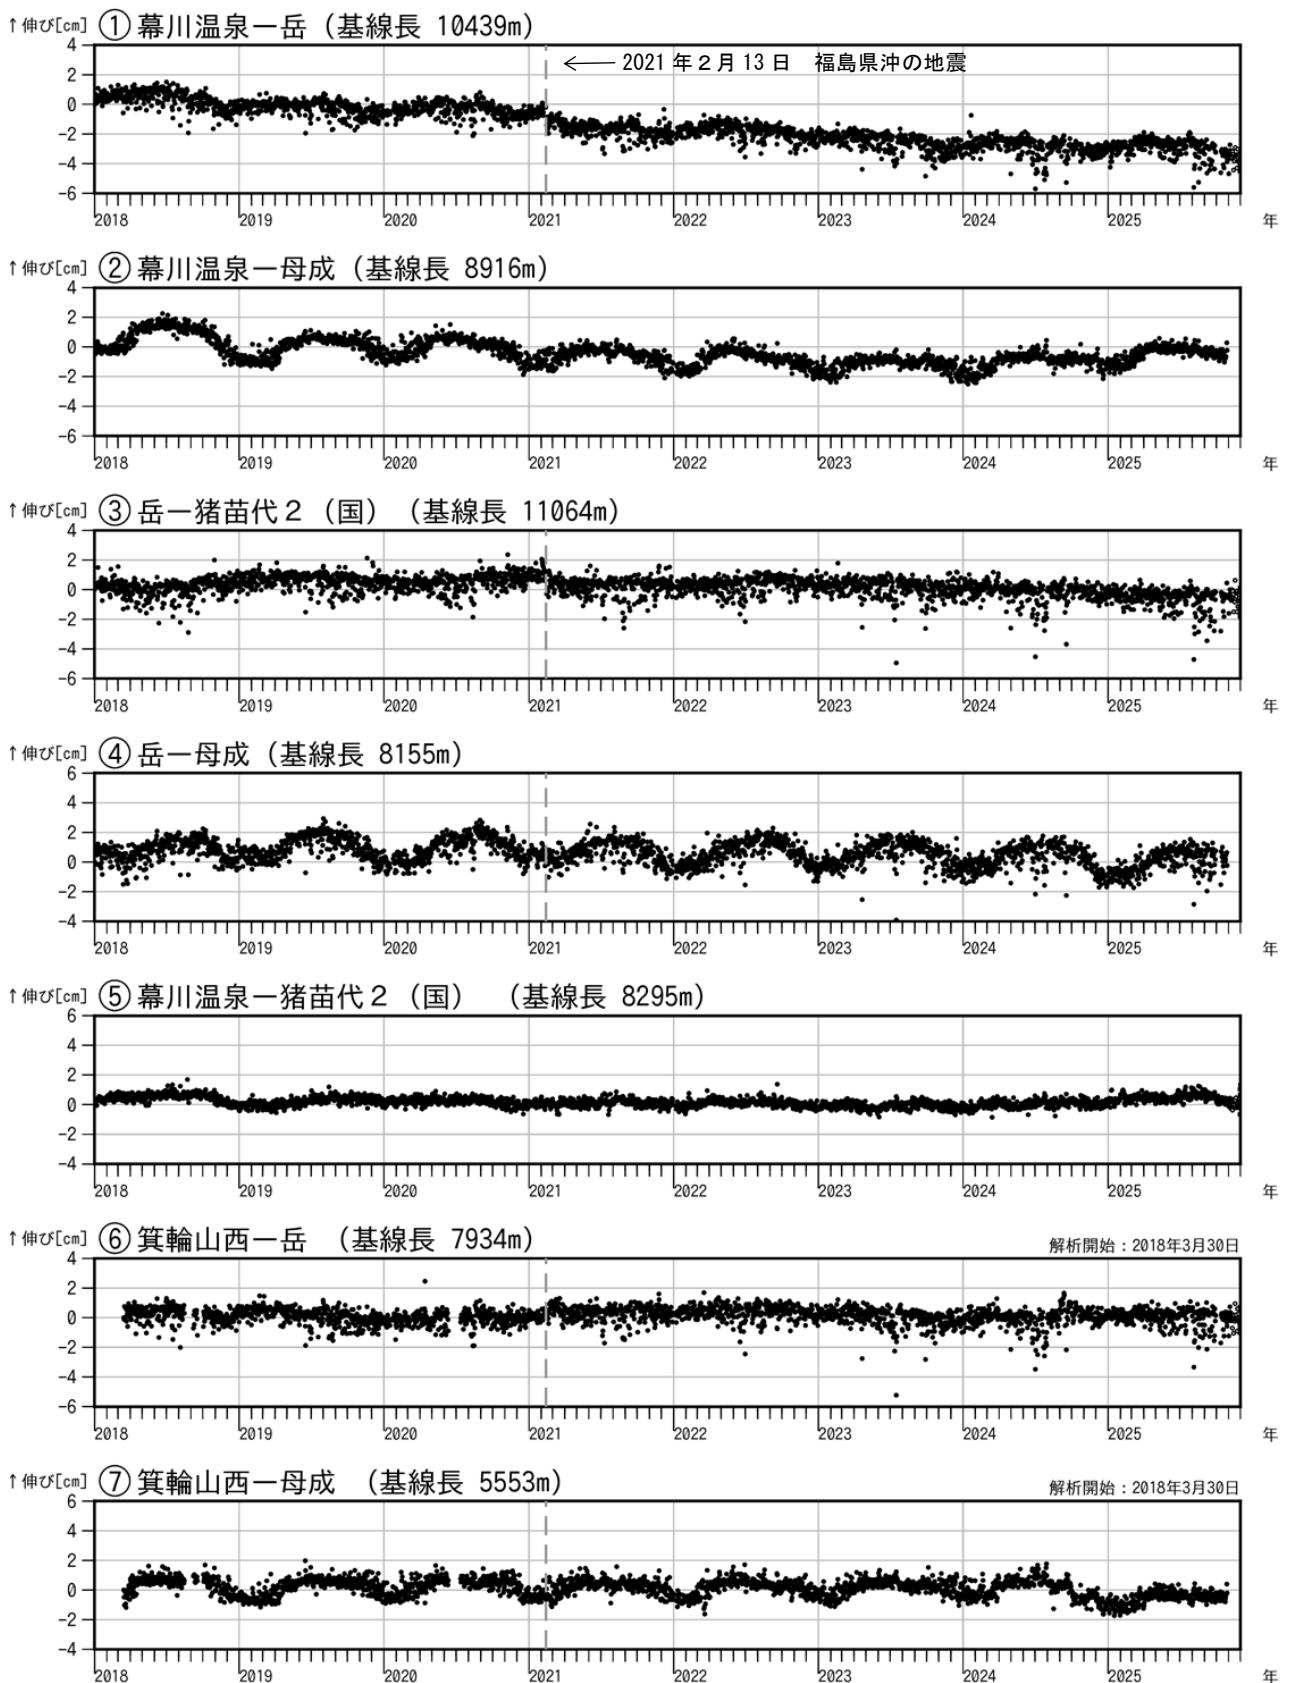 ↑伸び[cm] ①幕川温泉－岳（基線長 10439m）
4
2
0
-2
-4
-6
← 2021年2月13日 福島県沖の地震
2018 2019 2020 2021 2022 2023 2024 2025 年
↑伸び[cm] ②幕川温泉－母成（基線長 8916m）
4
2
0
-2
-4
-6
2018 2019 2020 2021 2022 2023 2024 2025 年
↑伸び[cm] ③岳－猪苗代２（国）（基線長 11064m）
4
2
0
-2
-4
-6
2018 2019 2020 2021 2022 2023 2024 2025 年
↑伸び[cm] ④岳－母成（基線長 8155m）
6
4
2
0
-2
-4
2018 2019 2020 2021 2022 2023 2024 2025 年
↑伸び[cm] ⑤幕川温泉－猪苗代２（国） （基線長 8295m）
6
4
2
0
-2
-4
2018 2019 2020 2021 2022 2023 2024 2025 年
↑伸び[cm] ⑥箕輪山西－岳 （基線長 7934m）
解析開始：2018年3月30日
4
2
0
-2
-4
-6
2018 2019 2020 2021 2022 2023 2024 2025 年
↑伸び[cm] ⑦箕輪山西－母成 （基線長 5553m）
解析開始：2018年3月30日
6
4
2
0
-2
-4
2018 2019 2020 2021 2022 2023 2024 2025 年